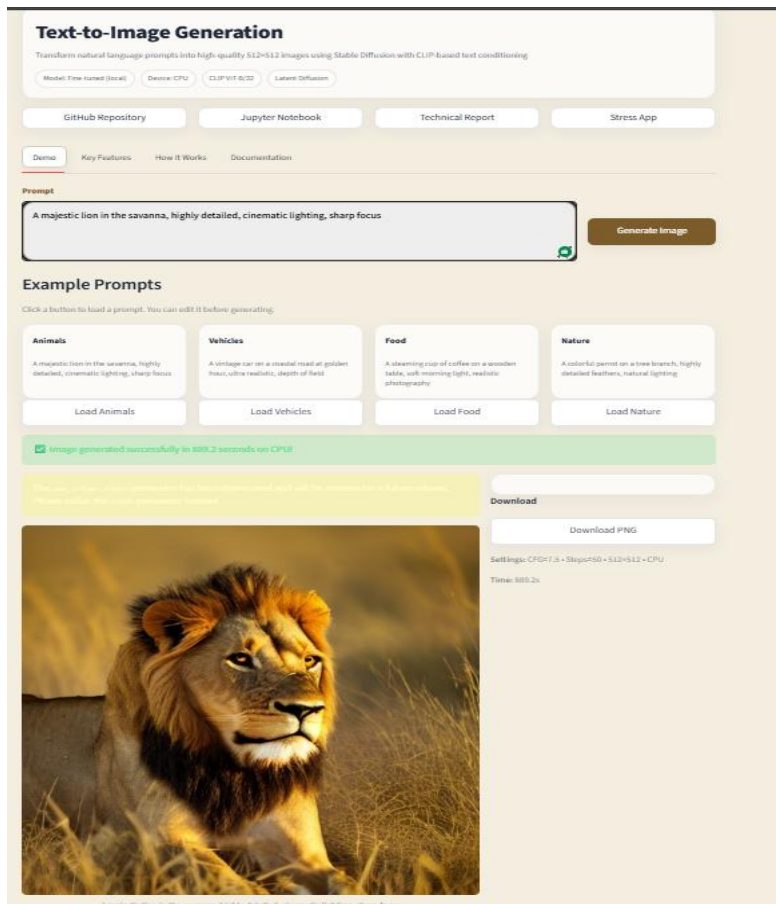 Text-to-Image Generation
Transform natural language prompts into high-quality 512×512 images using Stable Diffusion with CLIP-based text conditioning
Model: Fine-tuned (local) Device: CPU CLIP ViT-B/32 Latent Diffusion
GitHub Repository Jupyter Notebook Technical Report Stress App
Demo Key Features How It Works Documentation
Prompt
A majestic lion in the savanna, highly detailed, cinematic lighting, sharp focus
Generate Image
Example Prompts
Click a button to load a prompt. You can edit it before generating.
Animals Vehicles Food Nature
A majestic lion in the savanna, highly A vintage car on a coastal road at golden A steaming cup of coffee on a wooden A colorful parrot on a tree branch, highly
detailed, cinematic lighting, sharp focus hour, ultra realistic, depth of field table, soft morning light, realistic detailed feathers, natural lighting
photography
Load Animals Load Vehicles Load Food Load Nature
Image generated successfully in 889.2 seconds on CPU!
Download
Download PNG
Settings: CFG=7.5 • Steps=50 • 512×512 • CPU
Time: 889.2s